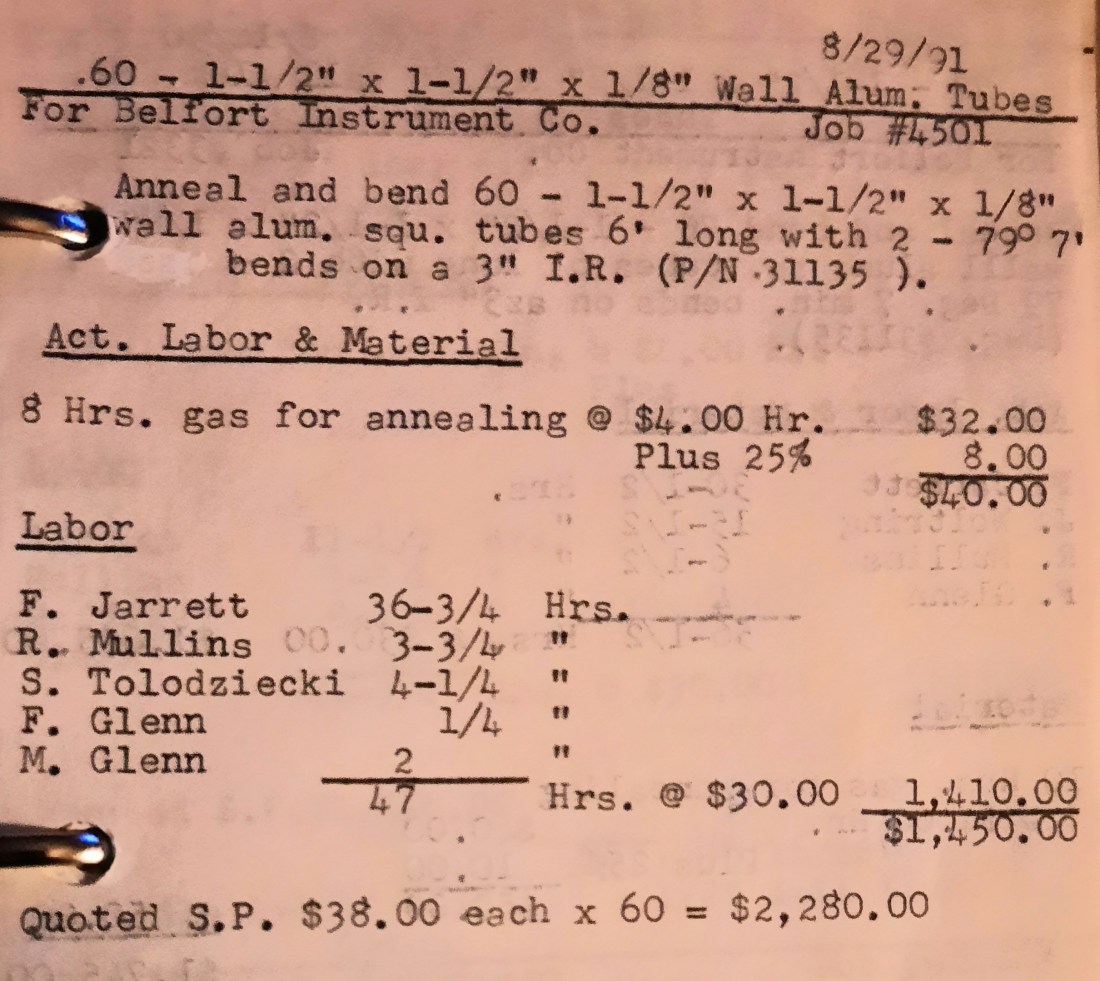 8/29/91
.60 - 1-1/2" x 1-1/2" x 1/8" Wall Alum. Tubes
For Belfort Instrument Co. Job #4501
Anneal and bend 60 - 1-1/2" x 1-1/2" x 1/8"
wall alum. squ. tubes 6' long with 2 - 79º 7'
bends on a 3" I.R. (P/N 31135 ).
Act. Labor & Material
8 Hrs. gas for annealing @ $4.00 Hr. $32.00
Plus 25% 8.00
$40.00
Labor
F. Jarrett 36-3/4 Hrs.
R. Mullins 3-3/4 "
S. Tolodziecki 4-1/4 "
F. Glenn 1/4 "
M. Glenn 2 "
47 Hrs. @ $30.00 1,410.00
$1,450.00
Quoted S.P. $38.00 each x 60 = $2,280.00